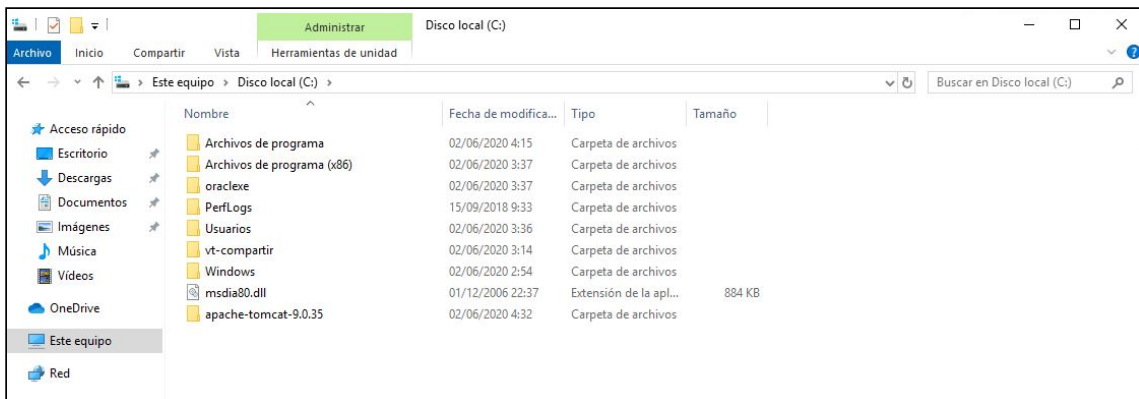 Administrar Disco local (C:)
Archivo Inicio Compartir Vista Herramientas de unidad
Este equipo > Disco local (C:) > Buscar en Disco local (C:)
Nombre Fecha de modifica... Tipo Tamaño
Acceso rápido
Escritorio
Descargas
Documentos
Imágenes
Música
Vídeos
OneDrive
Este equipo
Red
Archivos de programa 02/06/2020 4:15 Carpeta de archivos
Archivos de programa (x86) 02/06/2020 3:37 Carpeta de archivos
oraclexe 02/06/2020 3:37 Carpeta de archivos
PerfLogs 15/09/2018 9:33 Carpeta de archivos
Usuarios 02/06/2020 3:36 Carpeta de archivos
vt-compartir 02/06/2020 3:14 Carpeta de archivos
Windows 02/06/2020 2:54 Carpeta de archivos
msdia80.dll 01/12/2006 22:37 Extensión de la apl... 884 KB
apache-tomcat-9.0.35 02/06/2020 4:32 Carpeta de archivos